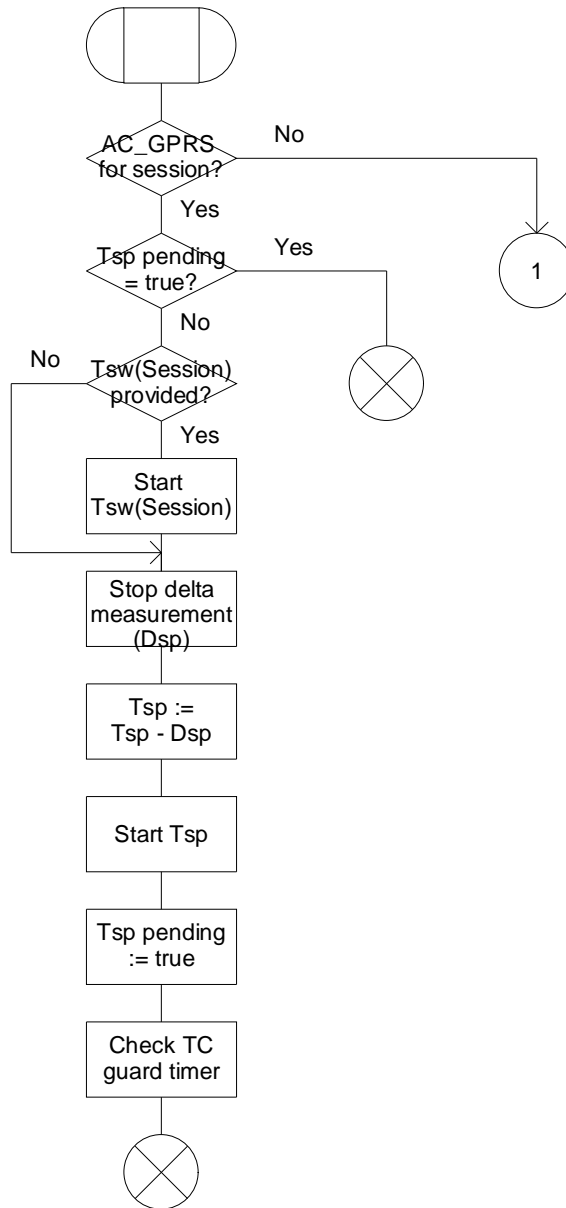 AC_GPRS
for session?
No
Yes
Tsp pending
= true?
Yes
1
No
No
Tsw(Session)
provided?
Yes
Start
Tsw(Session)
Stop delta
measurement
(Dsp)
Tsp :=
Tsp - Dsp
Start Tsp
Tsp pending
:= true
Check TC
guard timer